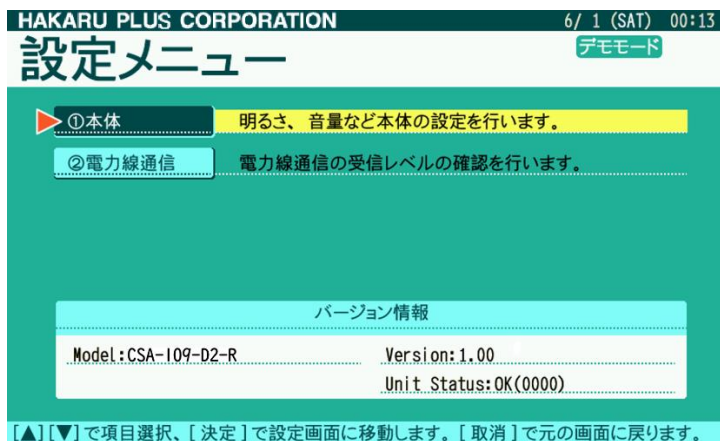 HAKARU PLUS CORPORATION 6/ 1 (SAT) 00:13
設定メニュー デモモード
①本体 明るさ、音量など本体の設定を行います。
②電力線通信 電力線通信の受信レベルの確認を行います。
バージョン情報
Model:CSA-I09-D2-R Version:1.00
Unit Status:OK(0000)
[▲][▼]で項目選択、[決定]で設定画面に移動します。[取消]で元の画面に戻ります。